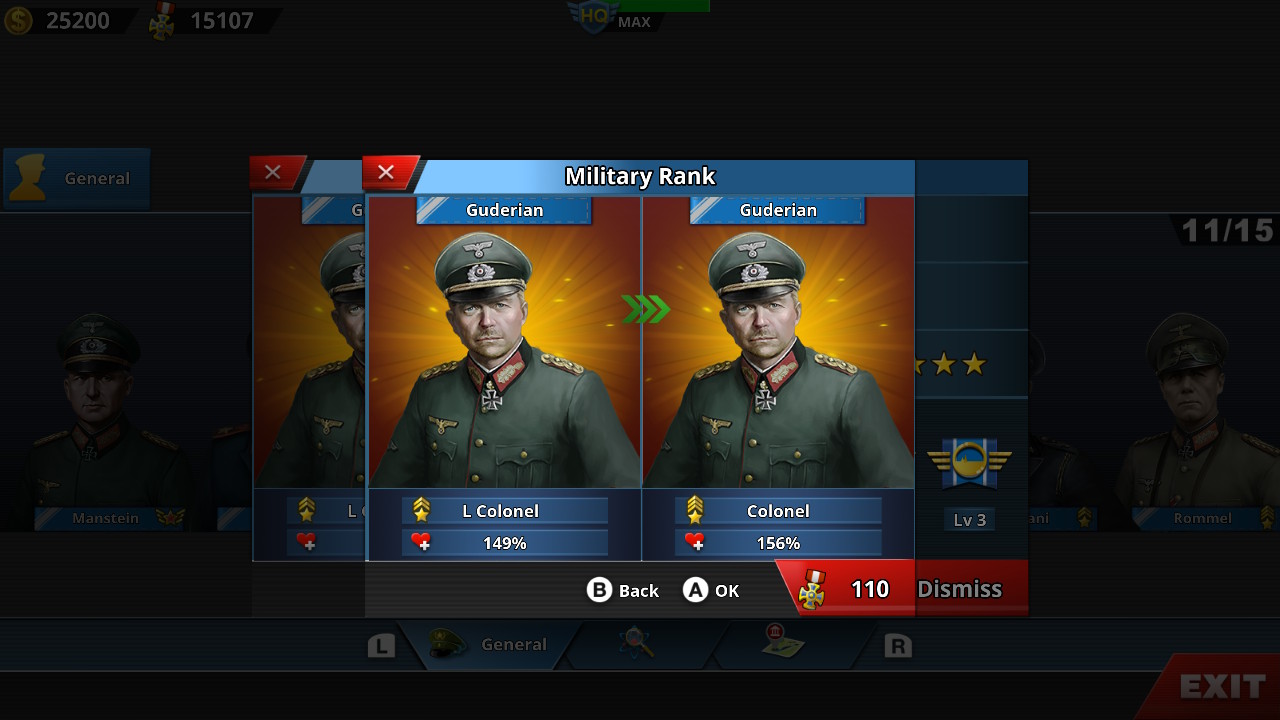 25200
15107
HQ
MAX
General
Military Rank
G
Guderian
Guderian
11/15
L C
L Colonel
Colonel
149%
156%
Lv 3
Manstein
ani
Rommel
B Back
A OK
110
Dismiss
L
General
R
EXIT